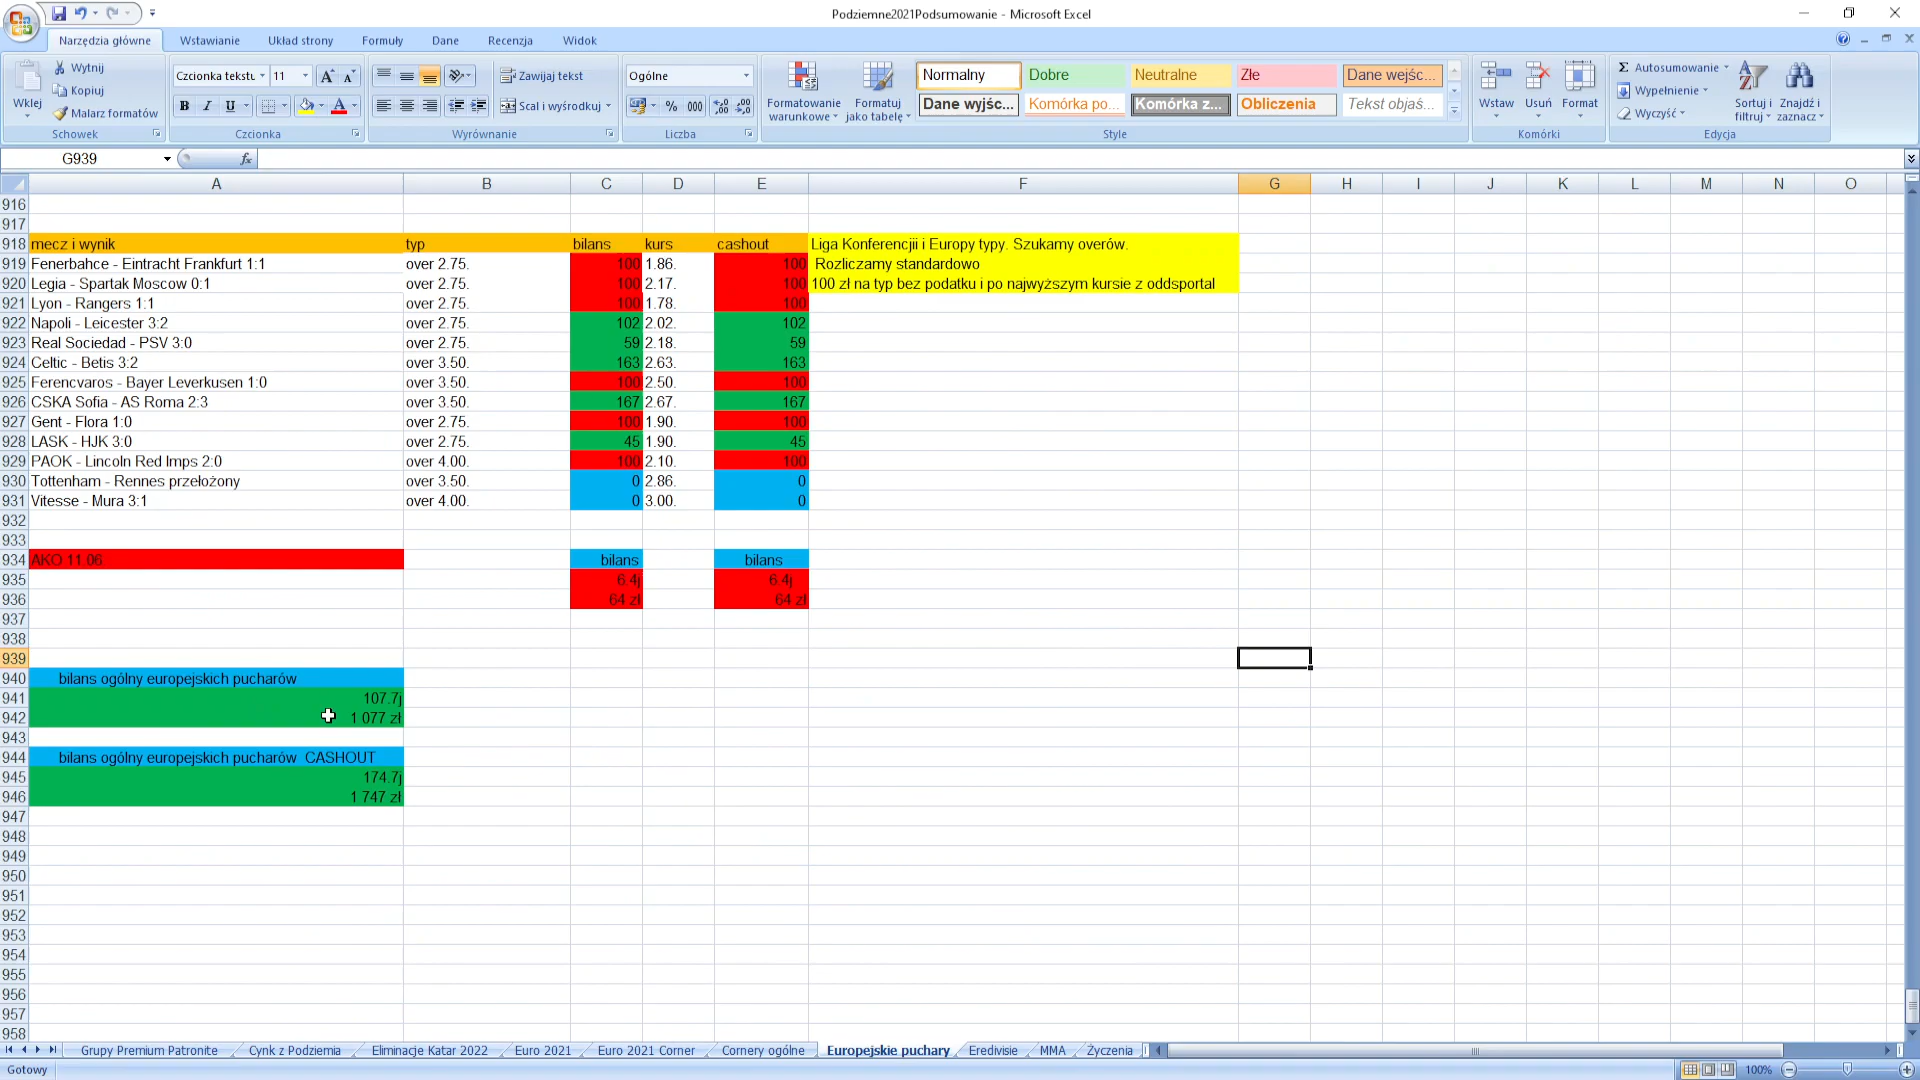 Podziemne2021Podsumowanie - Microsoft Excel
Narzędzia główne Wstawianie Układ strony Formuły Dane Recenzja Widok
Wklej
Wytnij
Kopiuj
Malarz formatów
Schowek
Czcionka tekstu 11
B I U A
Czcionka
Zawijaj tekst
Scal i wyśrodkuj
Wyrównanie
Ogólne
% 000
Liczba
Formatowanie warunkowe
Formatuj jako tabelę
Normalny Dobre Neutralne Złe Dane wejśc...
Dane wyjśc... Komórka po... Komórka z... Obliczenia Tekst objaś...
Style
Wstaw Usuń Format
Komórki
Σ Autosumowanie
Wypełnienie
Wyczyść
Sortuj i filtruj
Znajdź i zaznacz
Edycja
G939 fx
A B C D E F G H I J K L M N O
916
917
918 mecz i wynik typ bilans kurs cashout Liga Konferencjii i Europy typy. Szukamy overów.
919 Fenerbahce - Eintracht Frankfurt 1:1 over 2.75. 100 1.86. 100 Rozliczamy standardowo
920 Legia - Spartak Moscow 0:1 over 2.75. 100 2.17. 100 100 zł na typ bez podatku i po najwyższym kursie z oddsportal
921 Lyon - Rangers 1:1 over 2.75. 100 1.78. 100
922 Napoli - Leicester 3:2 over 2.75. 102 2.02. 102
923 Real Sociedad - PSV 3:0 over 2.75. 59 2.18. 59
924 Celtic - Betis 3:2 over 3.50. 163 2.63. 163
925 Ferencvaros - Bayer Leverkusen 1:0 over 3.50. 100 2.50. 100
926 CSKA Sofia - AS Roma 2:3 over 3.50. 167 2.67. 167
927 Gent - Flora 1:0 over 2.75. 100 1.90. 100
928 LASK - HJK 3:0 over 2.75. 45 1.90. 45
929 PAOK - Lincoln Red Imps 2:0 over 4.00. 100 2.10. 100
930 Tottenham - Rennes przełożony over 3.50. 0 2.86. 0
931 Vitesse - Mura 3:1 over 4.00. 0 3.00. 0
932
933
934 AKO 11.06 bilans bilans
935 6.4j 6.4j
936 64 zł 64 zł
937
938
939
940 bilans ogólny europejskich pucharów
941 107.7j
942 1 077 zł
943
944 bilans ogólny europejskich pucharów CASHOUT
945 174.7j
946 1 747 zł
947
948
949
950
951
952
953
954
955
956
957
958
Grupy Premium Patronite Cynk z Podziemia Eliminacje Katar 2022 Euro 2021 Euro 2021 Corner Cornery ogólne Europejskie puchary Eredivisie MMA Życzenia
Gotowy 100%